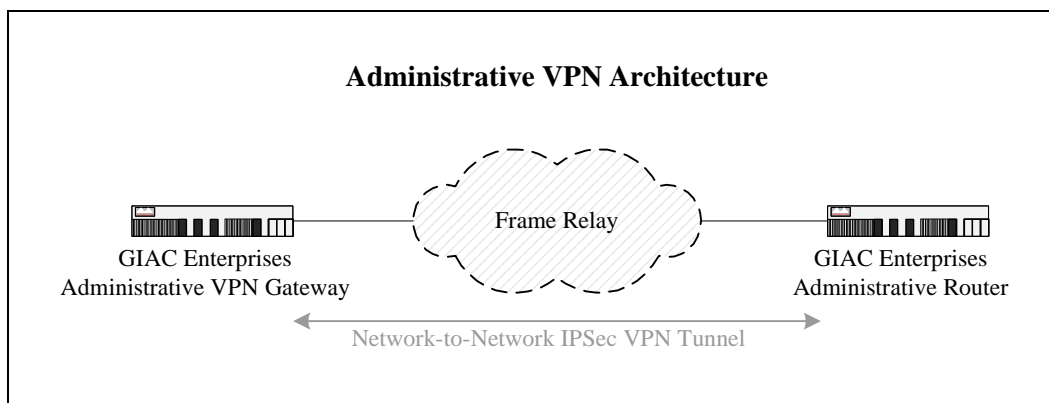 Administrative VPN Architecture
Frame Relay
GIAC Enterprises
Administrative VPN Gateway
GIAC Enterprises
Administrative Router
Network-to-Network IPSec VPN Tunnel